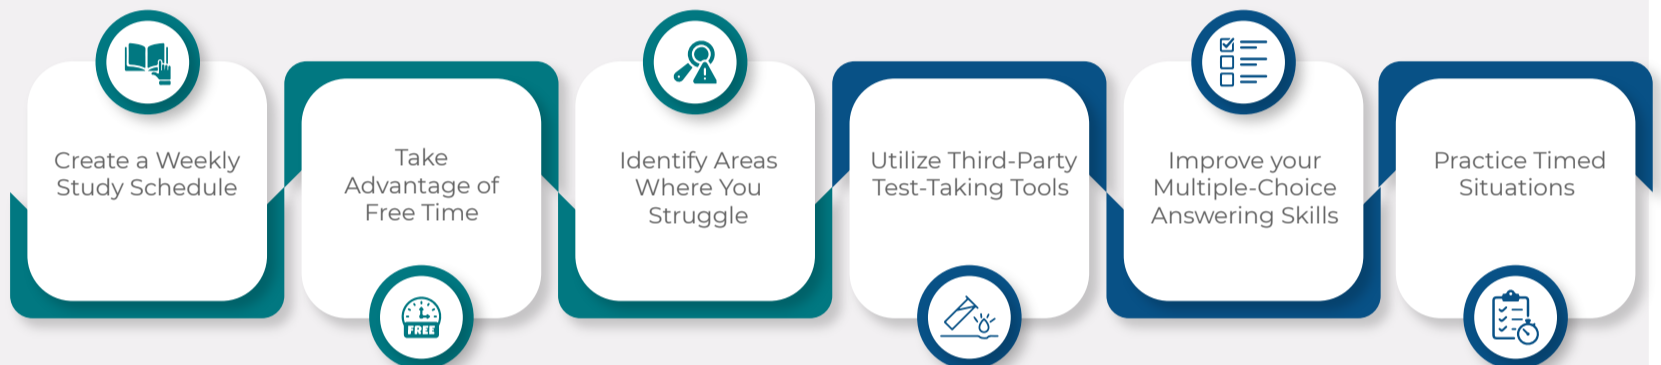 Create a Weekly
Study Schedule
Take
Advantage of
Free Time
FREE
Identify Areas
Where You
Struggle
Utilize Third-Party
Test-Taking Tools
Improve your
Multiple-Choice
Answering Skills
Practice Timed
Situations